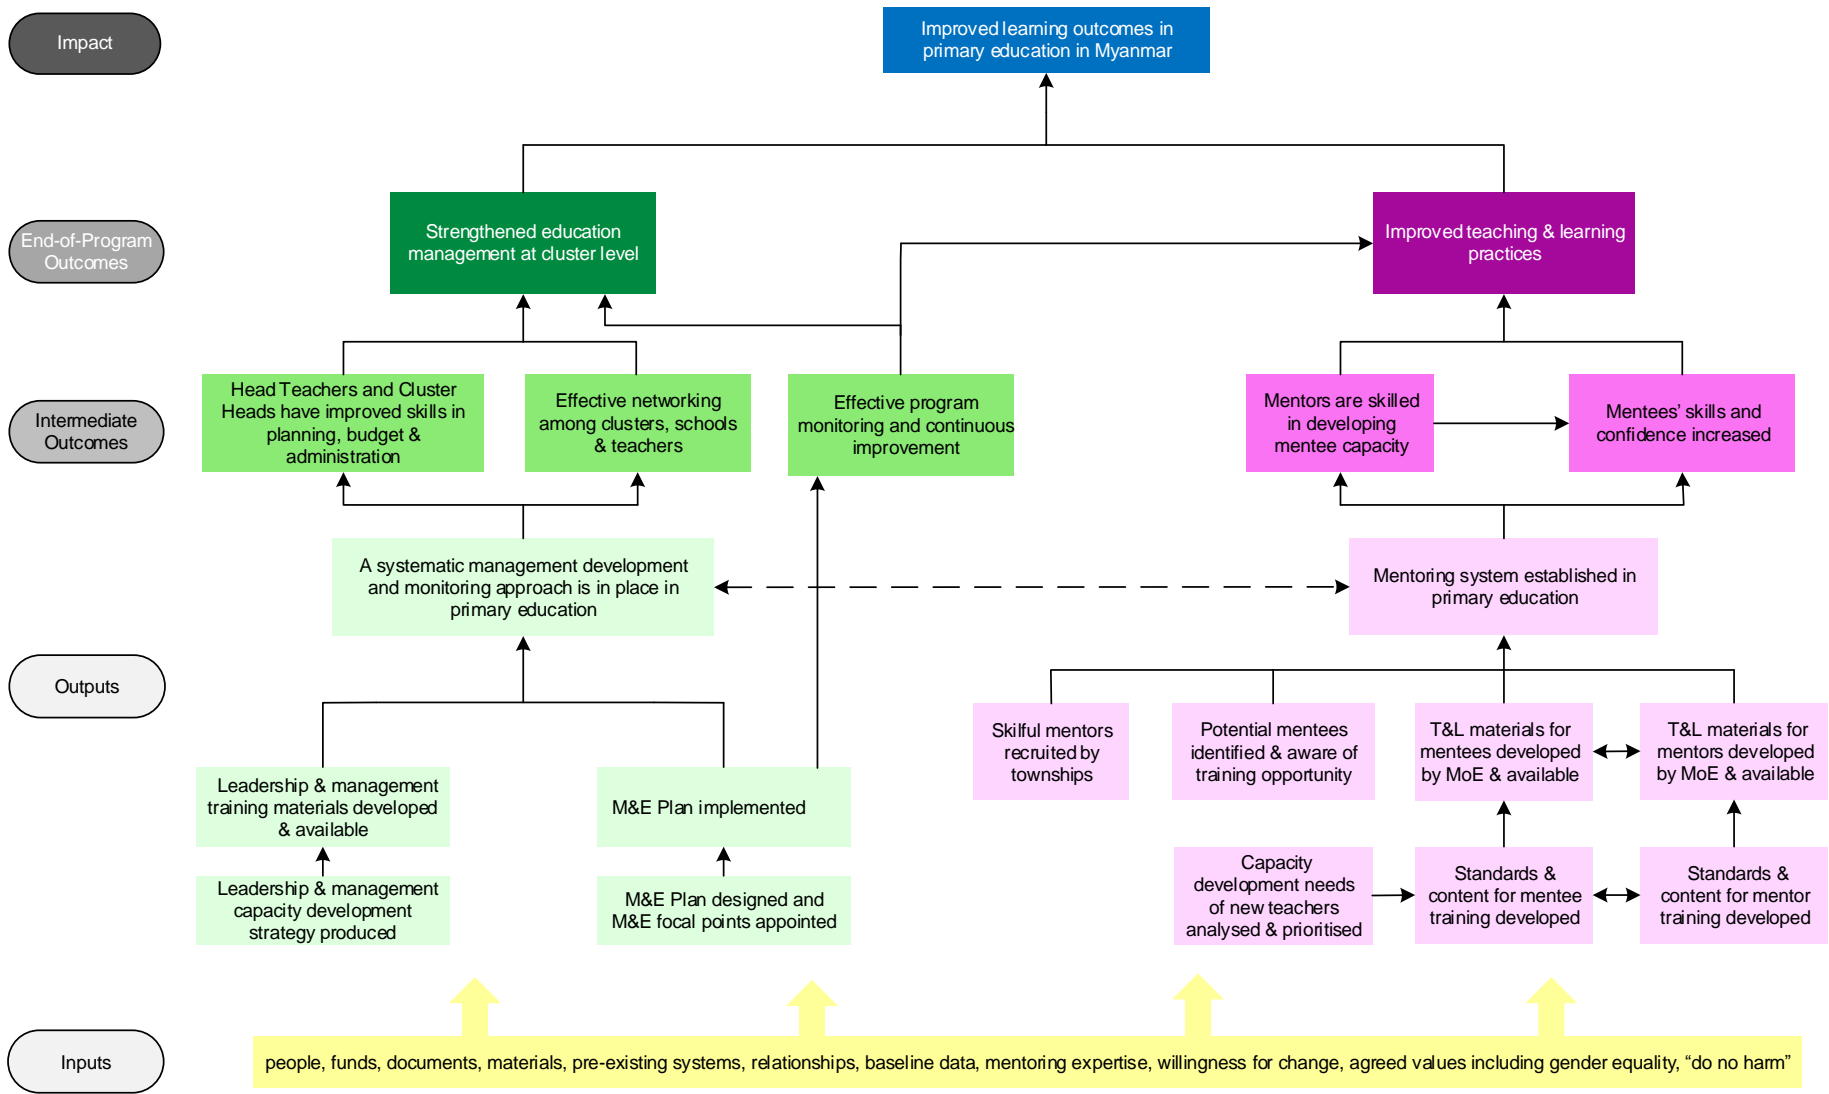 Impact
Improved learning outcomes in
primary education in Myanmar
End-of-Program
Outcomes
Strengthened education
management at cluster level
Improved teaching & learning
practices
Intermediate
Outcomes
Head Teachers and Cluster
Heads have improved skills in
planning, budget &
administration
Effective networking
among clusters, schools
& teachers
Effective program
monitoring and continuous
improvement
Mentors are skilled
in developing
mentee capacity
Mentees’ skills and
confidence increased
A systematic management development
and monitoring approach is in place in
primary education
Mentoring system established in
primary education
Outputs
Skilful mentors
recruited by
townships
Potential mentees
identified & aware of
training opportunity
T&L materials for
mentees developed
by MoE & available
T&L materials for
mentors developed
by MoE & available
Leadership & management
training materials developed
& available
M&E Plan implemented
Leadership & management
capacity development
strategy produced
M&E Plan designed and
M&E focal points appointed
Capacity
development needs
of new teachers
analysed & prioritised
Standards &
content for mentee
training developed
Standards &
content for mentor
training developed
Inputs
people, funds, documents, materials, pre-existing systems, relationships, baseline data, mentoring expertise, willingness for change, agreed values including gender equality, “do no harm”